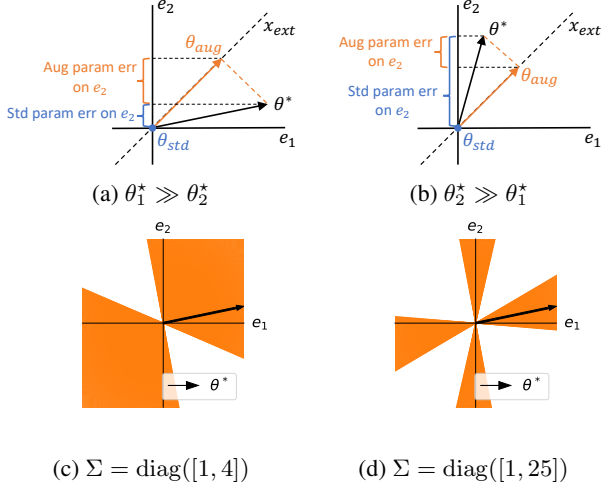 e₂
x_ext
θ_aug
Aug param err
on e₂
Std param err on e₂
θ*
θ_std
e₁
(a) θ₁⋆ ≫ θ₂⋆
e₂
x_ext
θ*
Aug param err
on e₂
θ_aug
Std param err
on e₂
θ_std
e₁
(b) θ₂⋆ ≫ θ₁⋆
e₂
e₁
θ*
(c) Σ = diag([1, 4])
e₂
e₁
θ*
(d) Σ = diag([1, 25])